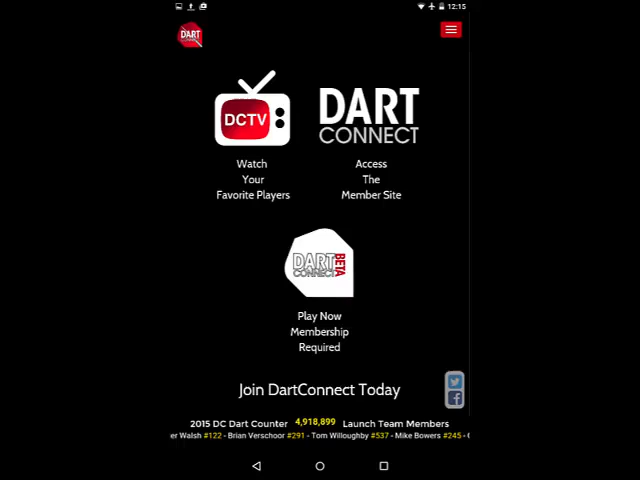 12:15
DART
DCTV
DART
CONNECT
Watch
Your
Favorite Players
Access
The
Member Site
DART
CONNECT
BETA
Play Now
Membership
Required
Join DartConnect Today
2015 DC Dart Counter 4,918,899 Launch Team Members
er Walsh #122 - Brian Verschoor #291 - Tom Willoughby #537 - Mike Bowers #245 -